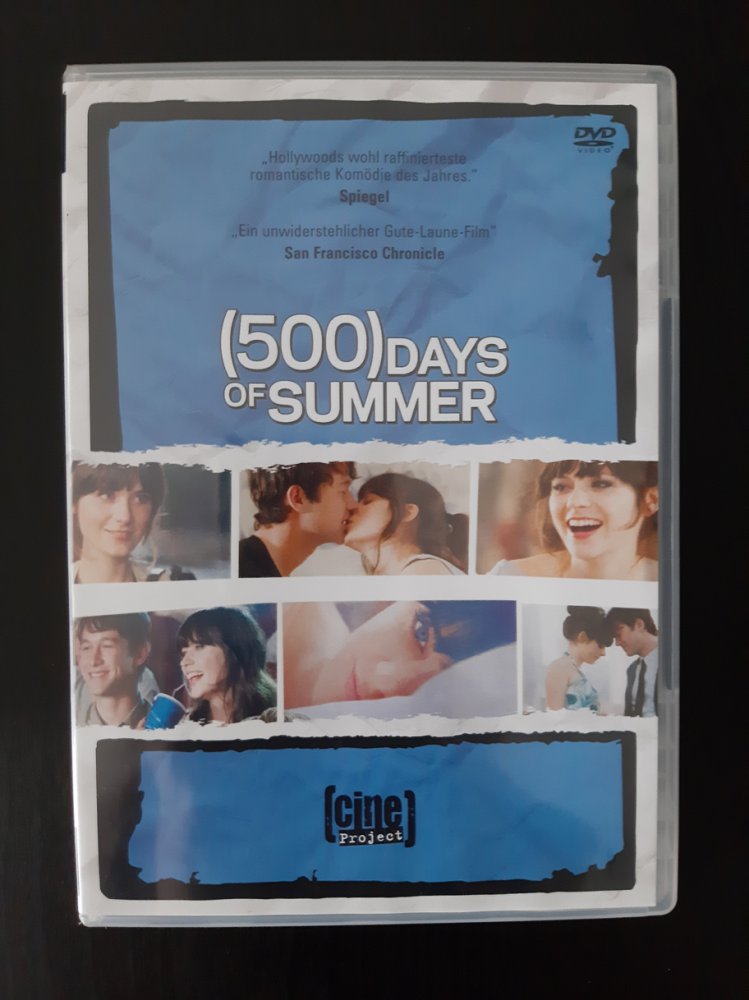 DVD
VIDEO
„Hollywoods wohl raffinierteste
romantische Komödie des Jahres.”
Spiegel
„Ein unwiderstehlicher Gute-Laune-Film”
San Francisco Chronicle
(500) DAYS
OF SUMMER
(cine
Project)